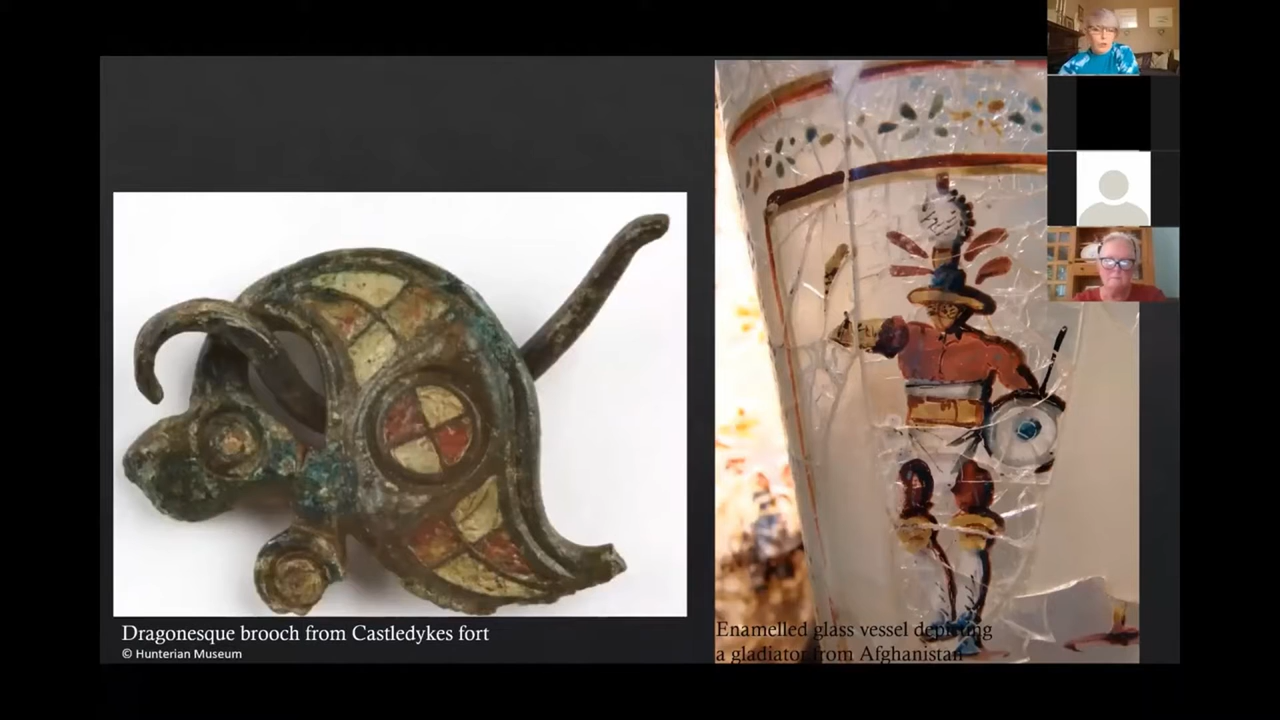 Dragonesque brooch from Castledykes fort
© Hunterian Museum
Enamelled glass vessel depicting
a gladiator from Afghanistan